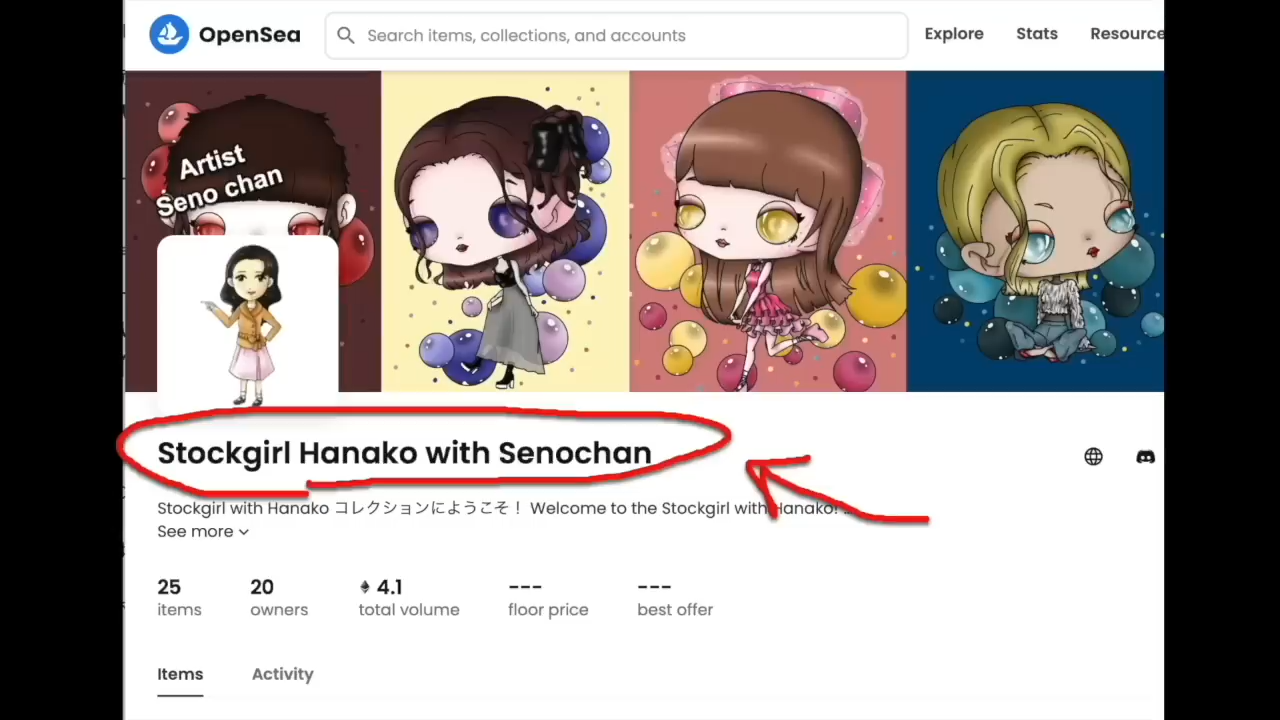 OpenSea
Search items, collections, and accounts
Explore
Stats
Resource
Artist
Seno chan
Stockgirl Hanako with Senochan
Stockgirl with Hanako コレクションにようこそ！ Welcome to the Stockgirl with Hanako! ...
See more
25
20
4.1
---
---
items
owners
total volume
floor price
best offer
Items
Activity